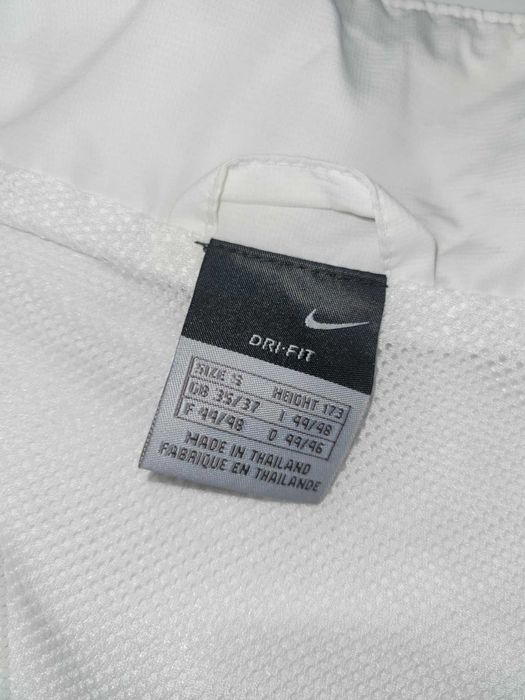 DRI-FIT
SIZE S HEIGHT 173
GB 35/37 I 44/48
F 44/48 D 44/46
MADE IN THAILAND
FABRIQUE EN THAILANDE